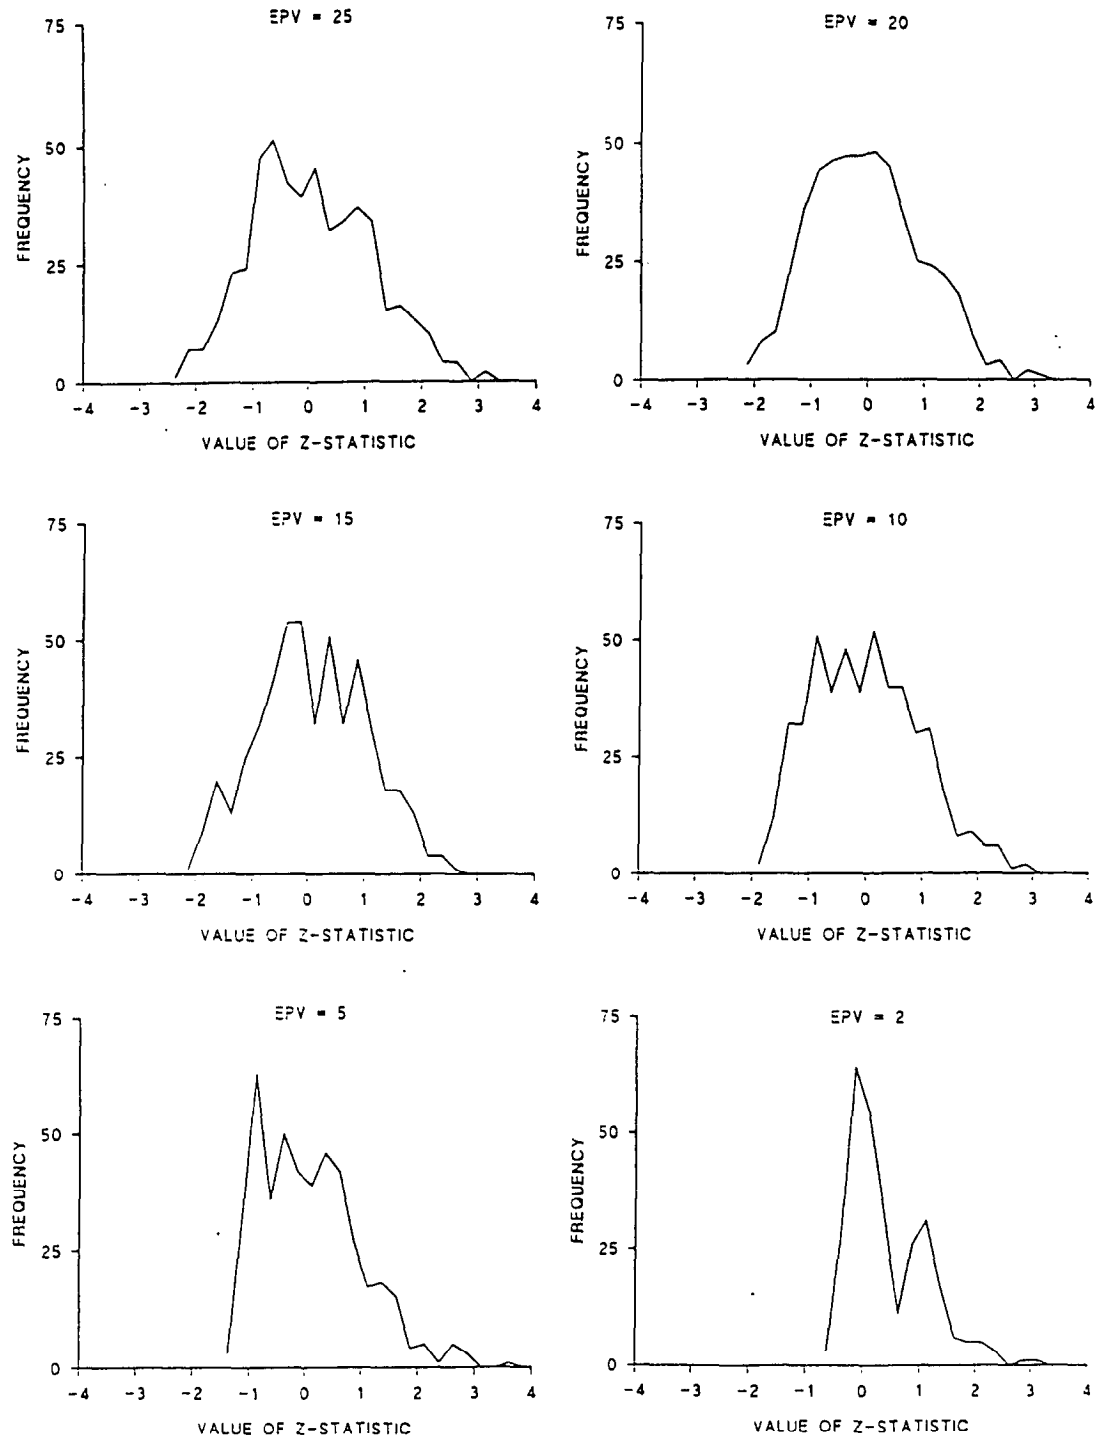 EPV = 25
75
50
25
0
FREQUENCY
-4 -3 -2 -1 0 1 2 3 4
VALUE OF Z-STATISTIC
EPV = 20
75
50
25
0
FREQUENCY
-4 -3 -2 -1 0 1 2 3 4
VALUE OF Z-STATISTIC
EPV = 15
75
50
25
0
FREQUENCY
-4 -3 -2 -1 0 1 2 3 4
VALUE OF Z-STATISTIC
EPV = 10
75
50
25
0
FREQUENCY
-4 -3 -2 -1 0 1 2 3 4
VALUE OF Z-STATISTIC
EPV = 5
75
50
25
0
FREQUENCY
-4 -3 -2 -1 0 1 2 3 4
VALUE OF Z-STATISTIC
EPV = 2
75
50
25
0
FREQUENCY
-4 -3 -2 -1 0 1 2 3 4
VALUE OF Z-STATISTIC